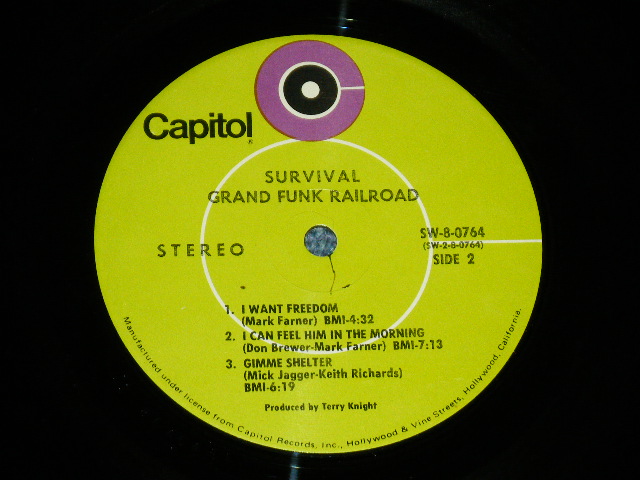 Capitol®
SURVIVAL
GRAND FUNK RAILROAD
STEREO
SW-8-0764
(SW-2-8-0764)
SIDE 2
1. I WANT FREEDOM
(Mark Farner) BMI-4:32
2. I CAN FEEL HIM IN THE MORNING
(Don Brewer-Mark Farner) BMI-7:13
3. GIMME SHELTER
(Mick Jagger-Keith Richards)
BMI-6:19
Produced by Terry Knight
Manufactured under license from Capitol Records, Inc., Hollywood & Vine Streets, Hollywood, California.